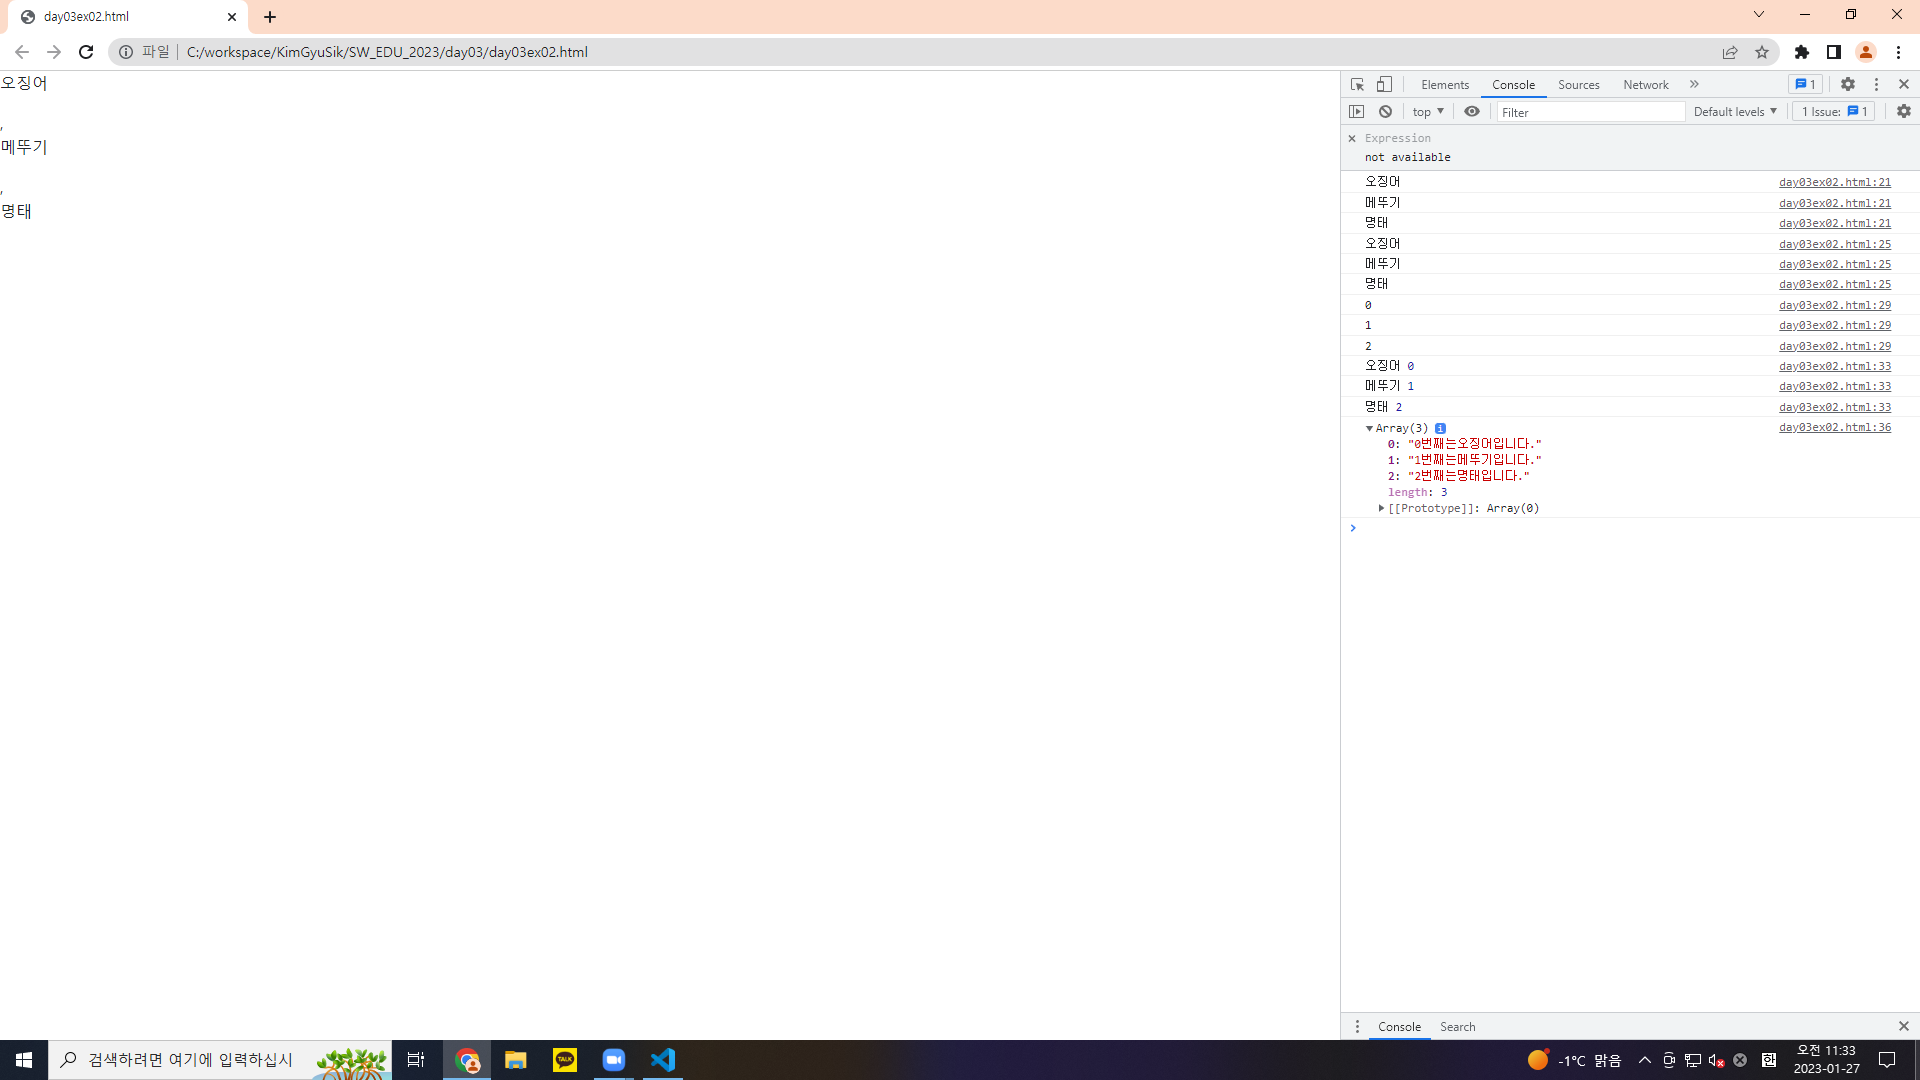 day03ex02.html
파일 C:/workspace/KimGyuSik/SW_EDU_2023/day03/day03ex02.html
오징어
,
메뚜기
,
명태
Elements Console Sources Network 1
top Filter Default levels 1 Issue: 1
Expression
not available
오징어 day03ex02.html:21
메뚜기 day03ex02.html:21
명태 day03ex02.html:21
오징어 day03ex02.html:25
메뚜기 day03ex02.html:25
명태 day03ex02.html:25
0 day03ex02.html:29
1 day03ex02.html:29
2 day03ex02.html:29
오징어 0 day03ex02.html:33
메뚜기 1 day03ex02.html:33
명태 2 day03ex02.html:33
Array(3) i day03ex02.html:36
0: "0번째는오징어입니다."
1: "1번째는메뚜기입니다."
2: "2번째는명태입니다."
length: 3
[[Prototype]]: Array(0)
Console Search
검색하려면 여기에 입력하십시
TALK
-1°C 맑음
한
오전 11:33
2023-01-27